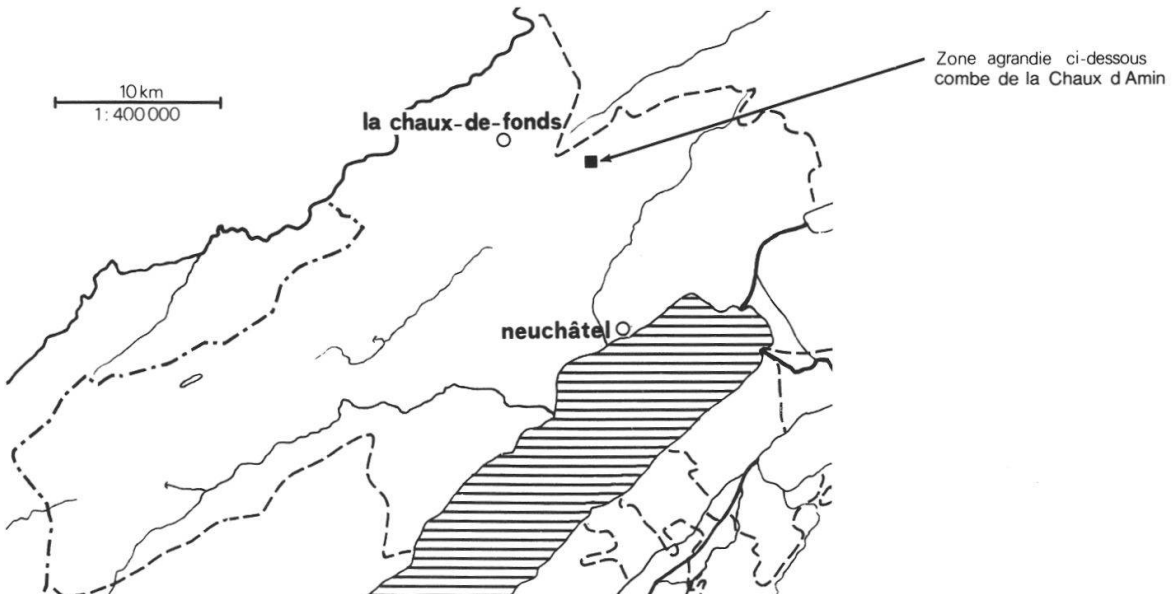 10 km
1: 400 000
la chaux-de-fonds
neuchâtel
Zone agrandie ci-dessous
combe de la Chaux d Amin